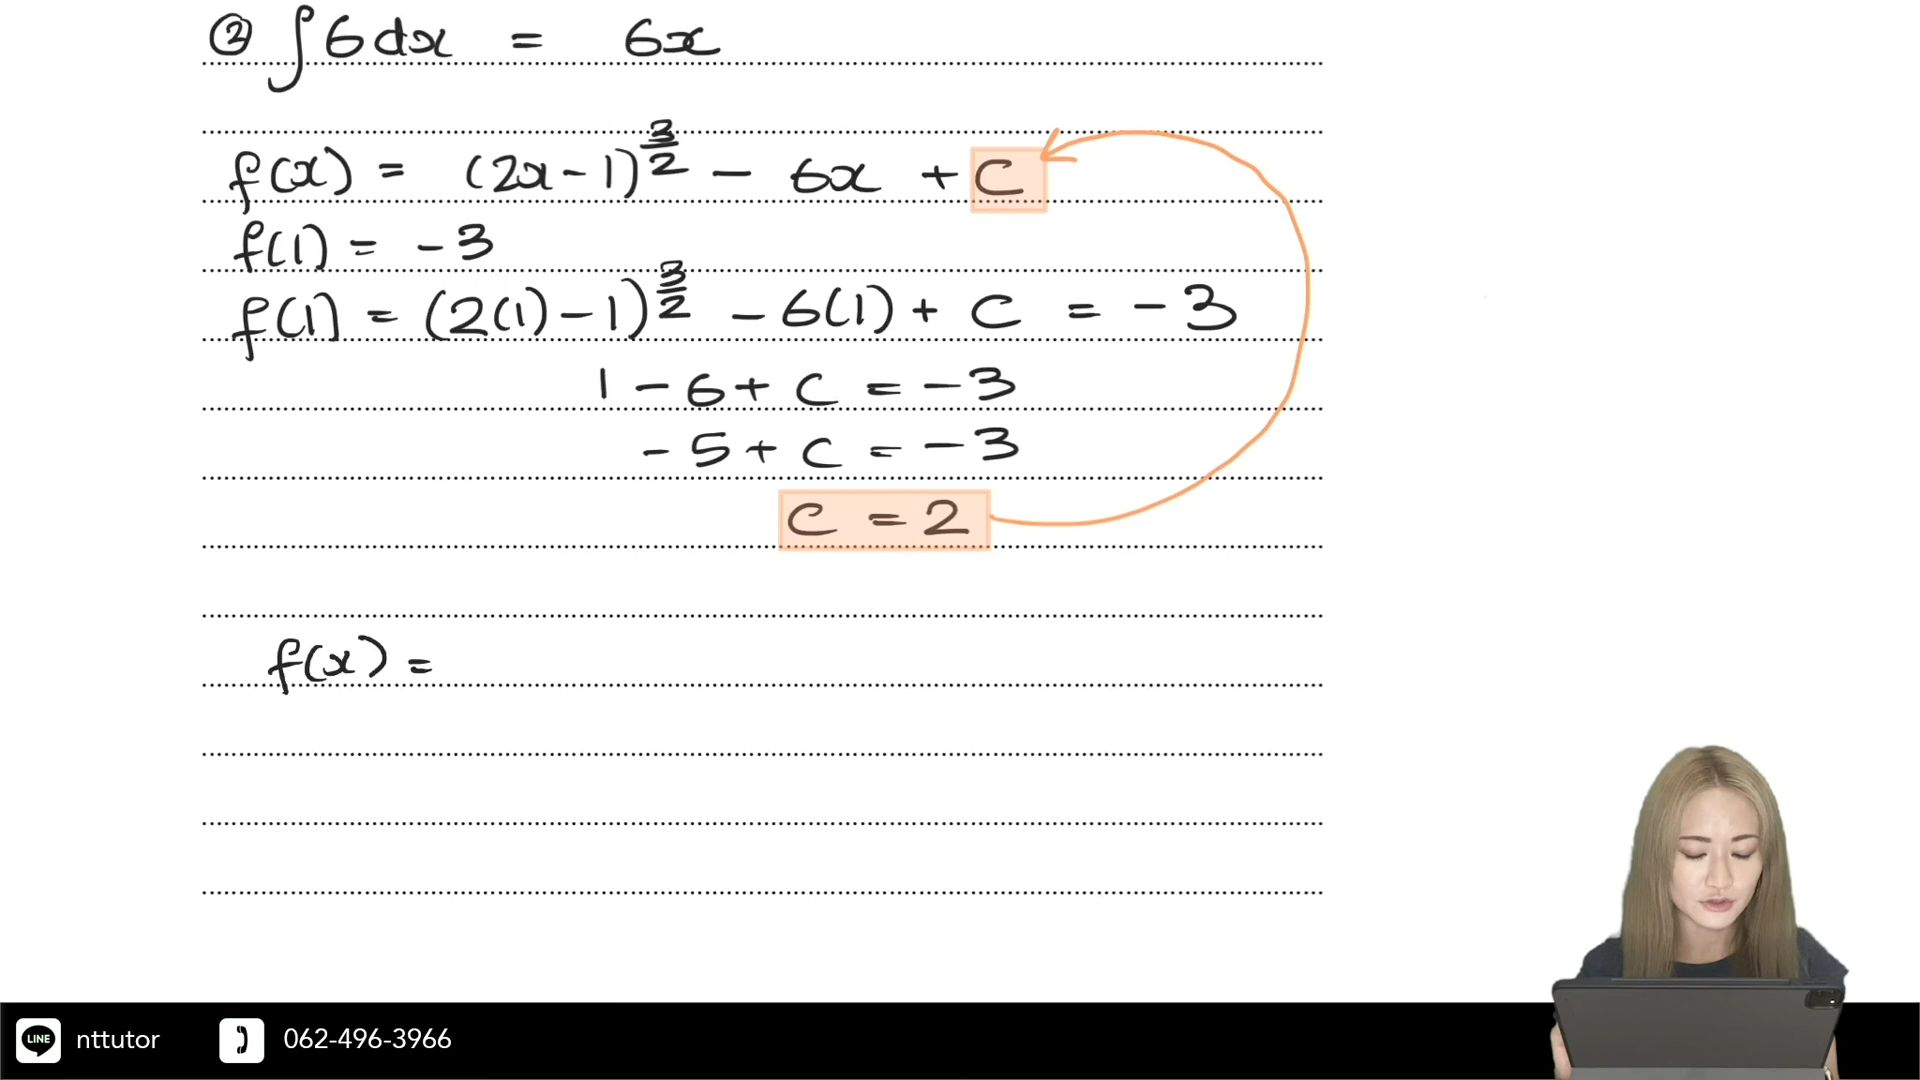 ② ∫6dx = 6x
f(x) = (2x-1)^{3/2} - 6x + C
f(1) = -3
f(1) = (2(1)-1)^{3/2} - 6(1) + C = -3
1 - 6 + C = -3
-5 + C = -3
C = 2
f(x) =
LINE nttutor 062-496-3966